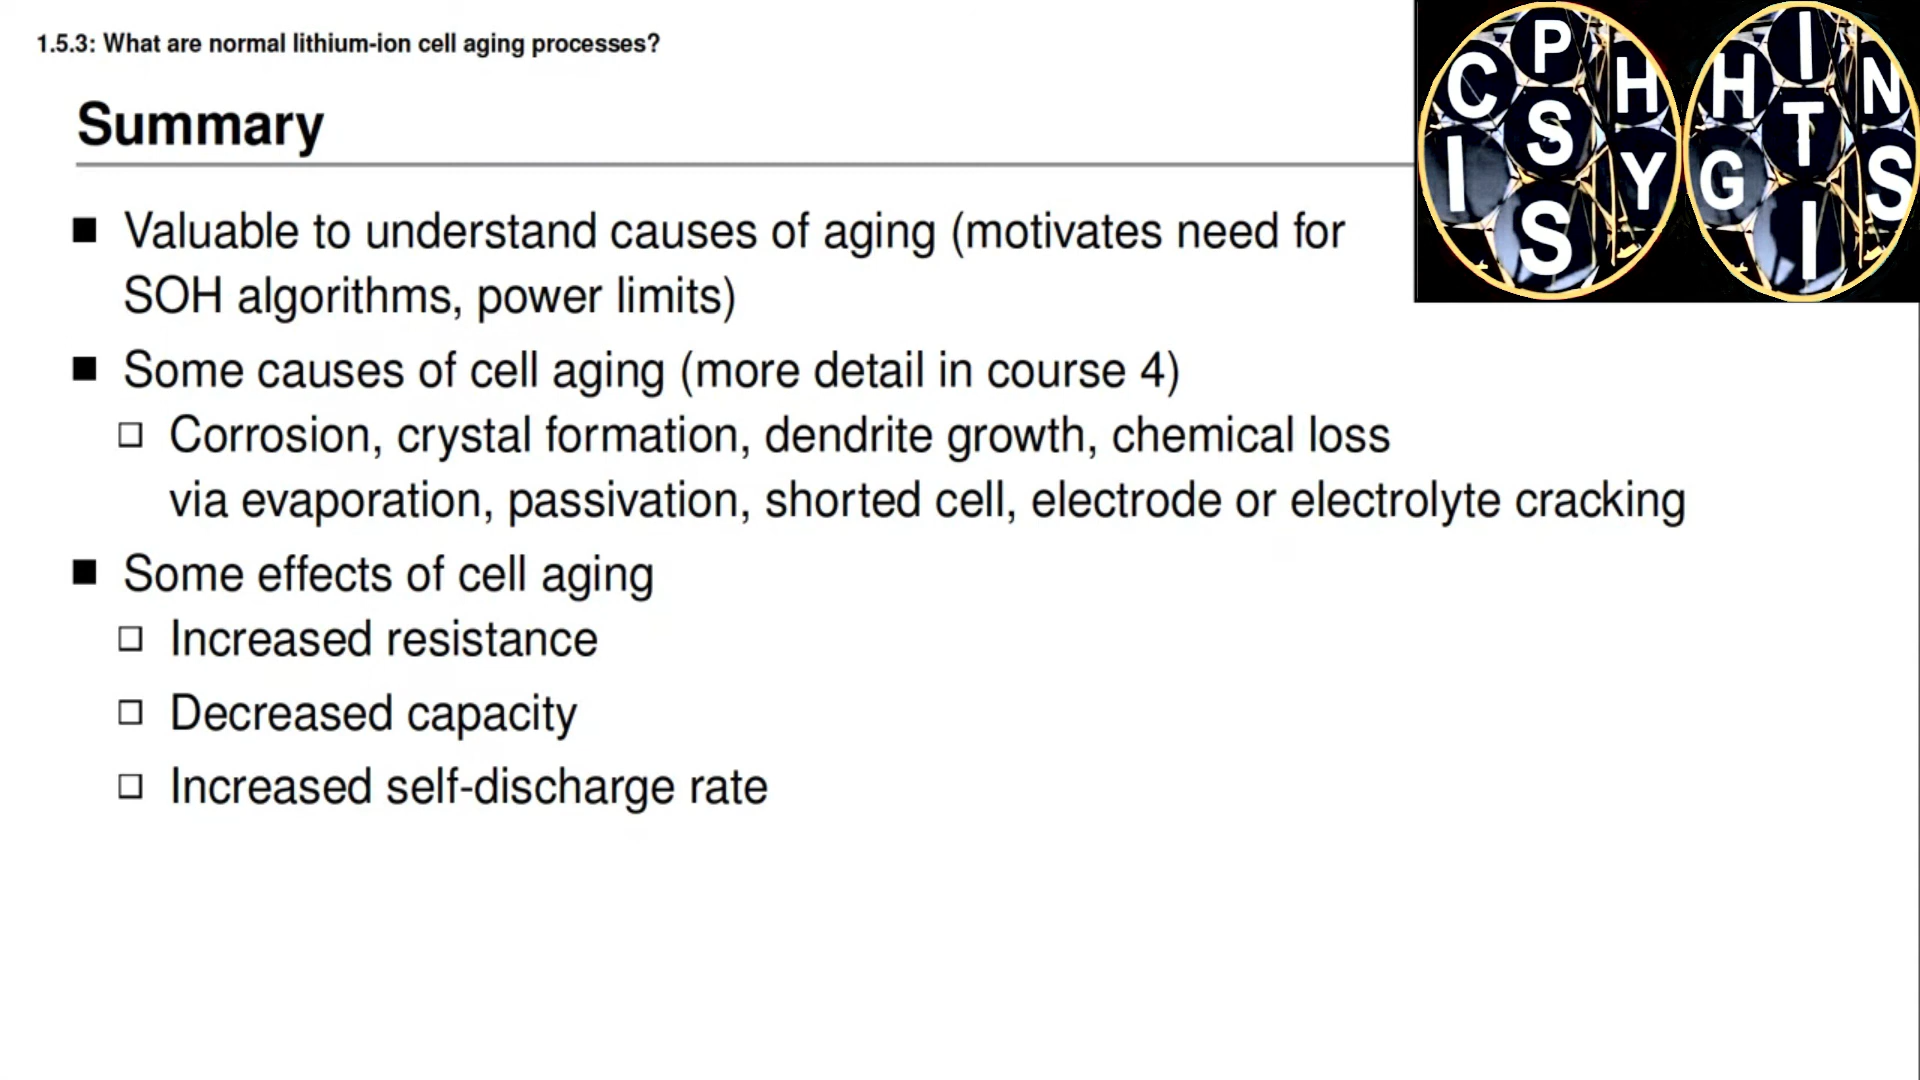 1.5.3: What are normal lithium-ion cell aging processes?
Summary
■ Valuable to understand causes of aging (motivates need for
SOH algorithms, power limits)
■ Some causes of cell aging (more detail in course 4)
□ Corrosion, crystal formation, dendrite growth, chemical loss
via evaporation, passivation, shorted cell, electrode or electrolyte cracking
■ Some effects of cell aging
□ Increased resistance
□ Decreased capacity
□ Increased self-discharge rate
C P H
I S Y
S
H I N
G T S
I